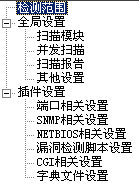 检测范围
全局设置
扫描模块
并发扫描
扫描报告
其他设置
插件设置
端口相关设置
SNMP相关设置
NETBIOS相关设置
漏洞检测脚本设置
CGI相关设置
字典文件设置